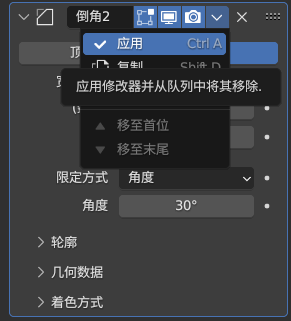 倒角2
应用 Ctrl A
复制 Shift D
应用修改器并从队列中将其移除.
移至首位
移至末尾
限定方式 角度
角度 30°
轮廓
几何数据
着色方式